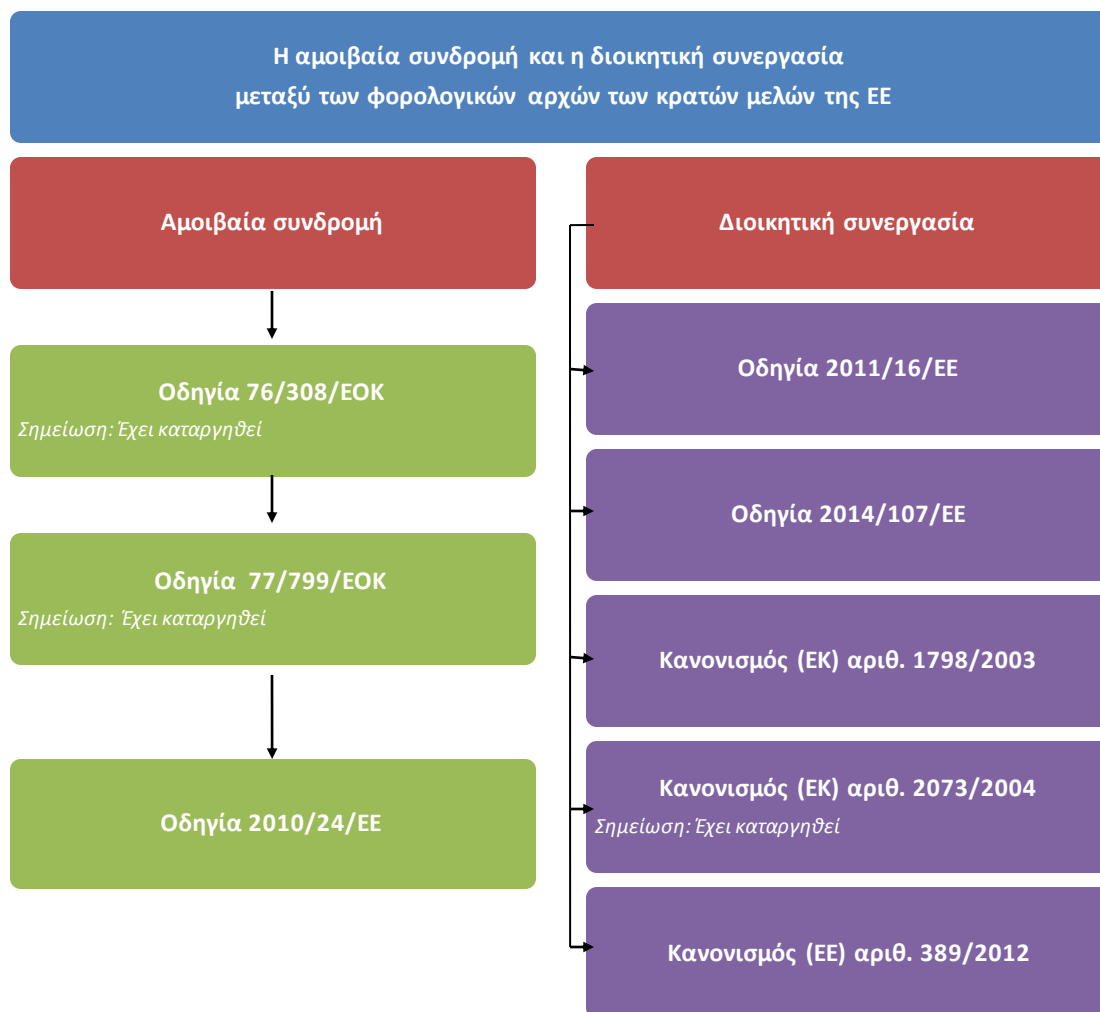 Η αμοιβαία συνδρομή και η διοικητική συνεργασία
μεταξύ των φορολογικών αρχών των κρατών μελών της ΕΕ
Αμοιβαία συνδρομή
Οδηγία 76/308/ΕΟΚ
Σημείωση: Έχει καταργηθεί
Οδηγία 77/799/ΕΟΚ
Σημείωση: Έχει καταργηθεί
Οδηγία 2010/24/ΕΕ
Διοικητική συνεργασία
Οδηγία 2011/16/ΕΕ
Οδηγία 2014/107/ΕΕ
Κανονισμός (ΕΚ) αριθ. 1798/2003
Κανονισμός (ΕΚ) αριθ. 2073/2004
Σημείωση: Έχει καταργηθεί
Κανονισμός (ΕΕ) αριθ. 389/2012